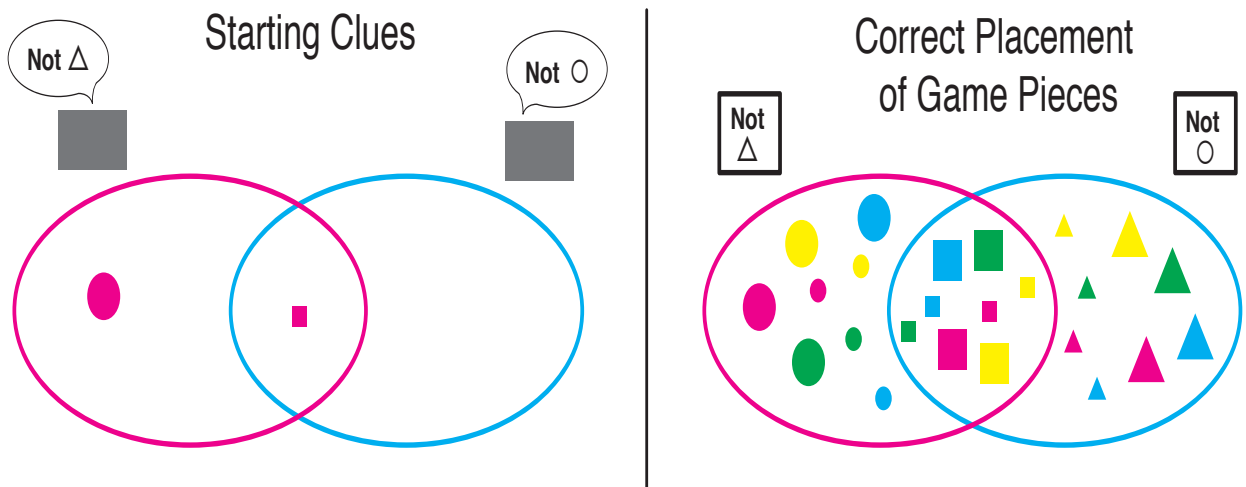 Starting Clues
Not △
Not ○
Correct Placement
of Game Pieces
Not
△
Not
○